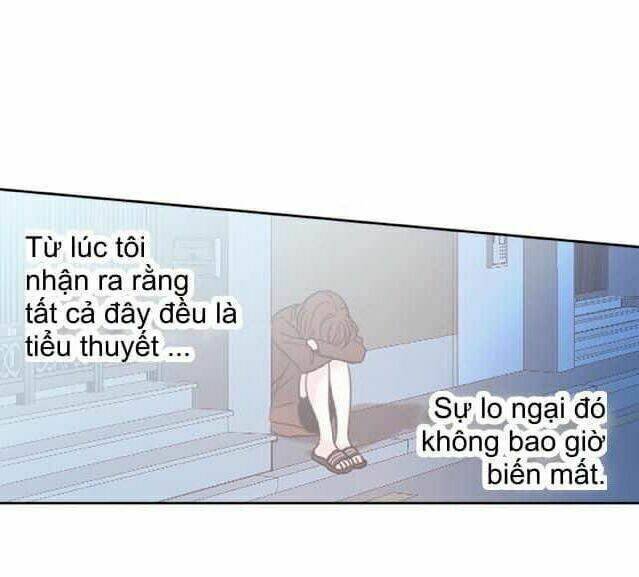 Từ lúc tôi
nhận ra rằng
tất cả đây đều là
tiểu thuyết ...
Sự lo ngại đó
không bao giờ
biến mất.